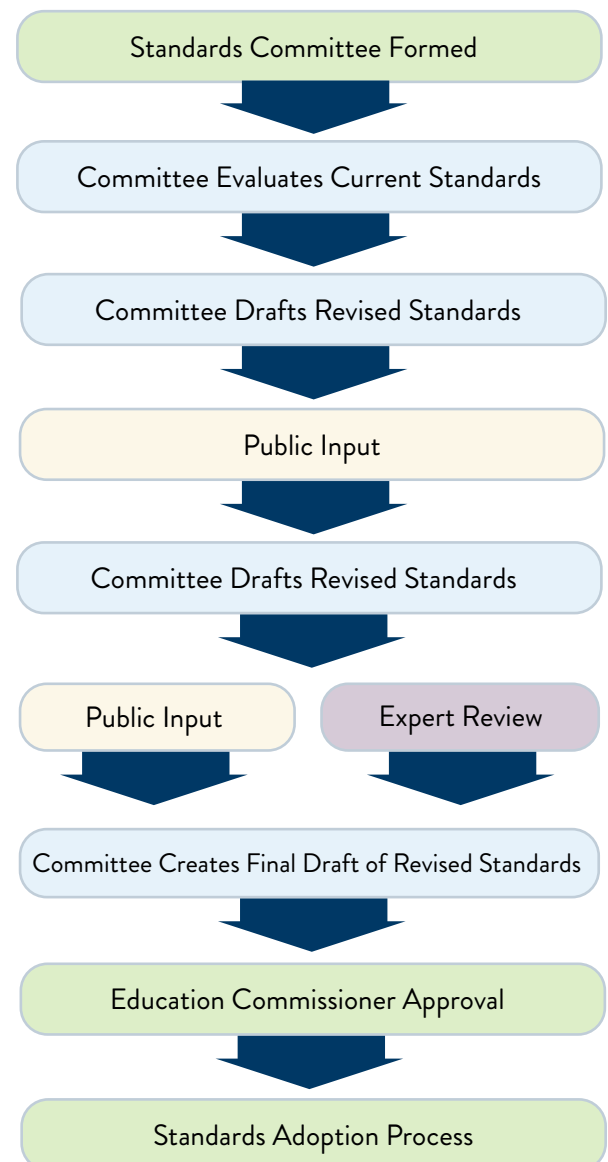 Standards Committee Formed
Committee Evaluates Current Standards
Committee Drafts Revised Standards
Public Input
Committee Drafts Revised Standards
Public Input
Expert Review
Committee Creates Final Draft of Revised Standards
Education Commissioner Approval
Standards Adoption Process